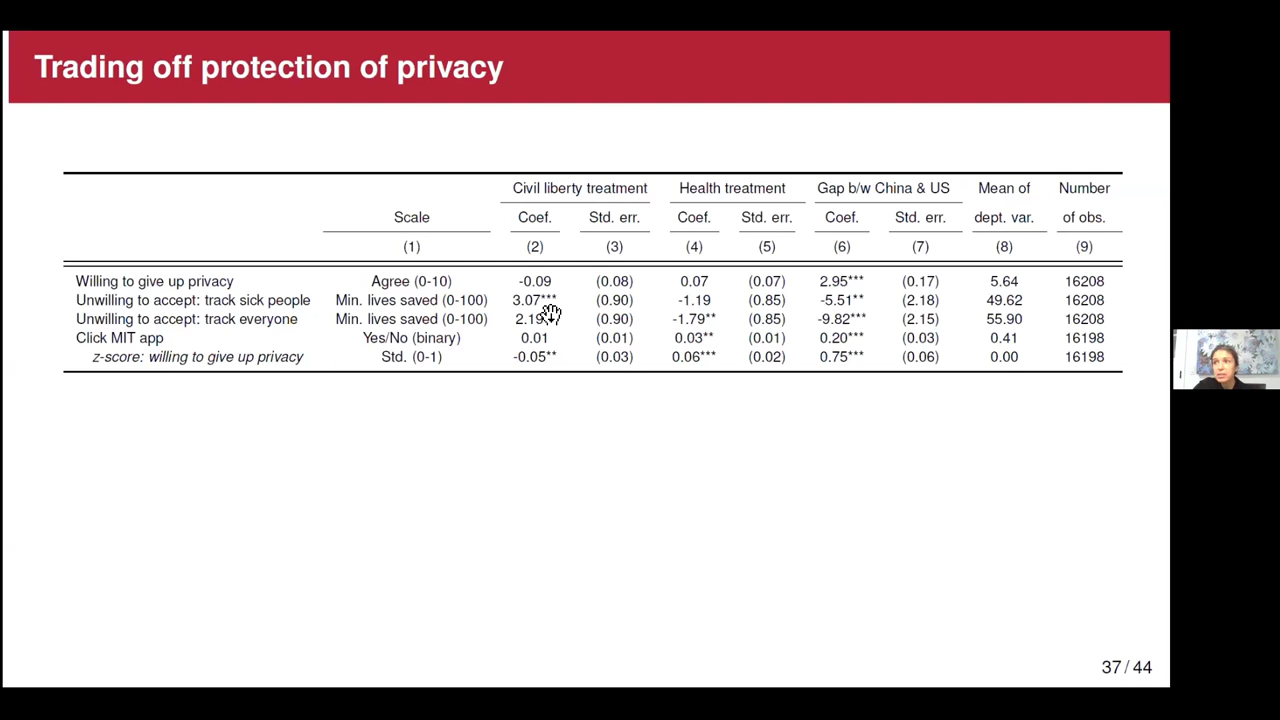 Trading off protection of privacy
Civil liberty treatment Health treatment Gap b/w China & US Mean of Number
Scale Coef. Std. err. Coef. Std. err. Coef. Std. err. dept. var. of obs.
(1) (2) (3) (4) (5) (6) (7) (8) (9)
Willing to give up privacy Agree (0-10) -0.09 (0.08) 0.07 (0.07) 2.95*** (0.17) 5.64 16208
Unwilling to accept: track sick people Min. lives saved (0-100) 3.07*** (0.90) -1.19 (0.85) -5.51** (2.18) 49.62 16208
Unwilling to accept: track everyone Min. lives saved (0-100) (0.90) -1.79** (0.85) -9.82*** (2.15) 55.90 16208
Click MIT app Yes/No (binary) 0.01 (0.01) 0.03** (0.01) 0.20*** (0.03) 0.41 16198
z-score: willing to give up privacy Std. (0-1) -0.05** (0.03) 0.06*** (0.02) 0.75*** (0.06) 0.00 16198
37 / 44